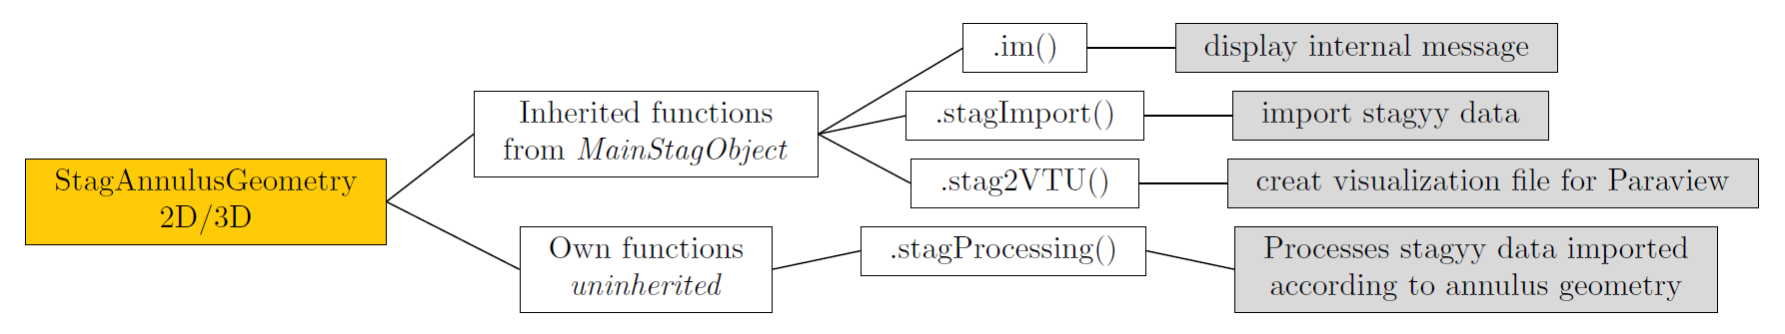 StagAnnulusGeometry
2D/3D
Inherited functions
from MainStagObject
.im()
display internal message
.stagImport()
import stagyy data
.stag2VTU()
creat visualization file for Paraview
Own functions
uninherited
.stagProcessing()
Processes stagyy data imported
according to annulus geometry